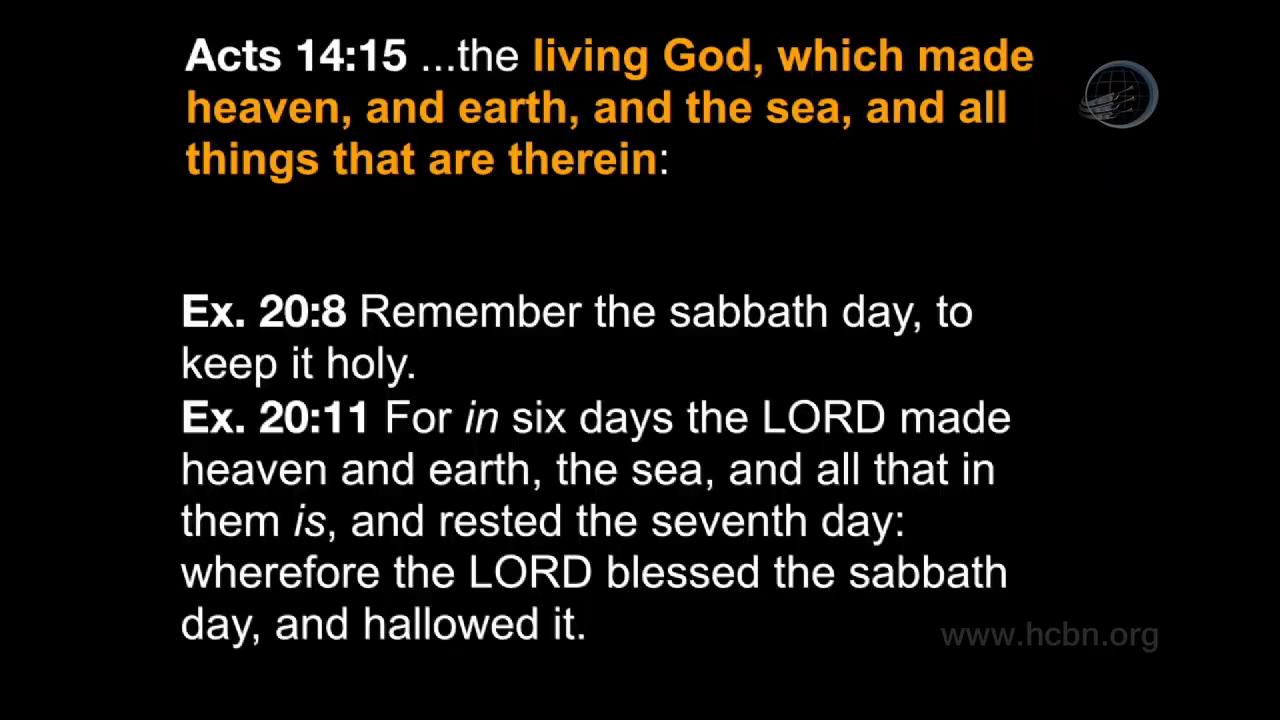 Acts 14:15 ...the living God, which made
heaven, and earth, and the sea, and all
things that are therein:
Ex. 20:8 Remember the sabbath day, to
keep it holy.
Ex. 20:11 For in six days the LORD made
heaven and earth, the sea, and all that in
them is, and rested the seventh day:
wherefore the LORD blessed the sabbath
day, and hallowed it.
www.hcbn.org